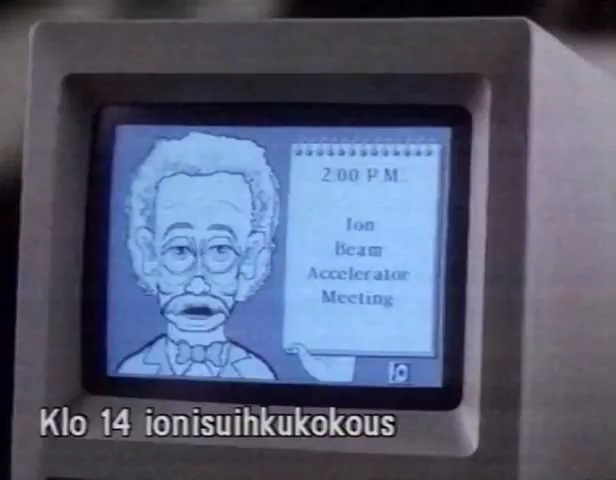 2:00 P.M.
Ion
Beam
Accelerator
Meeting
Klo 14 ionisuihkukokous